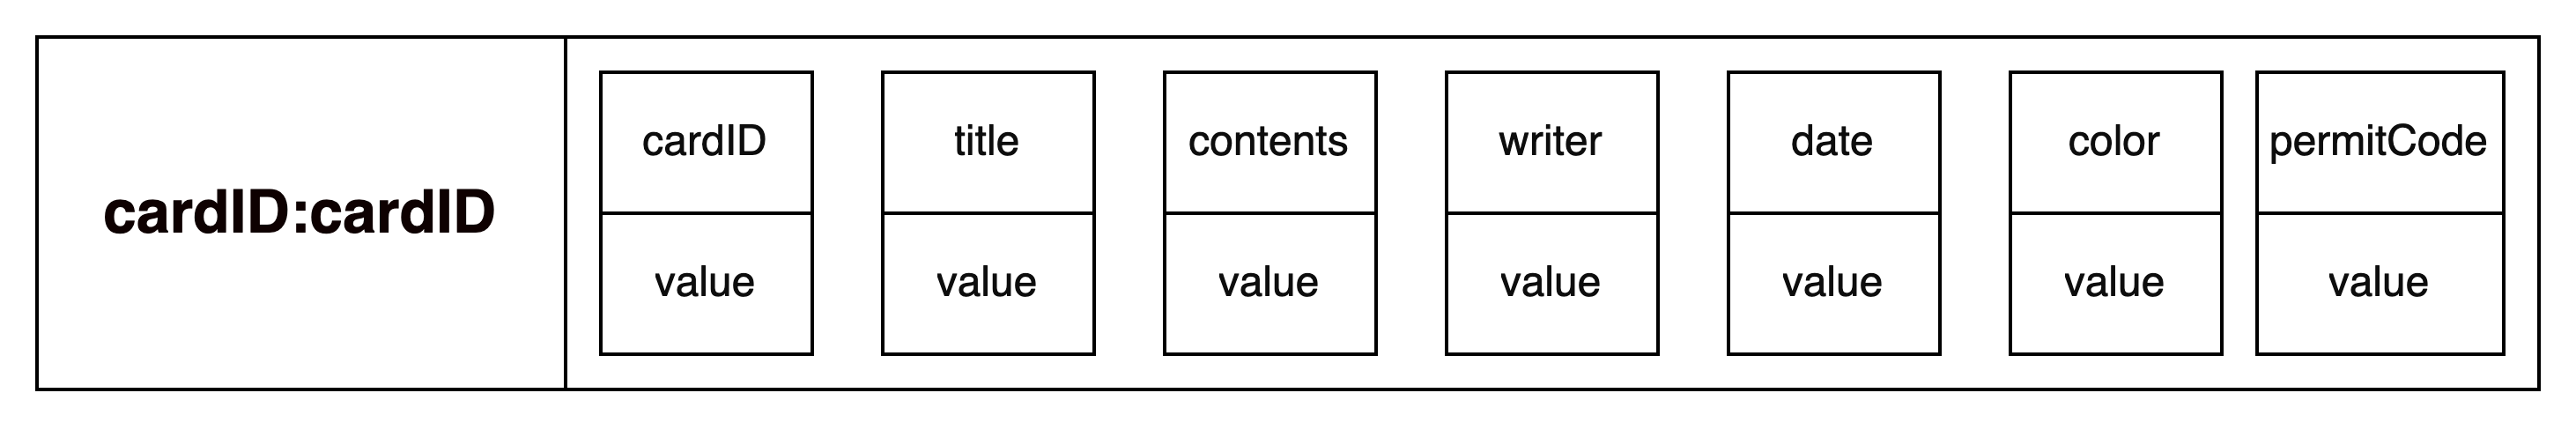 cardID:cardID
cardID title contents writer date color permitCode
value value value value value value value